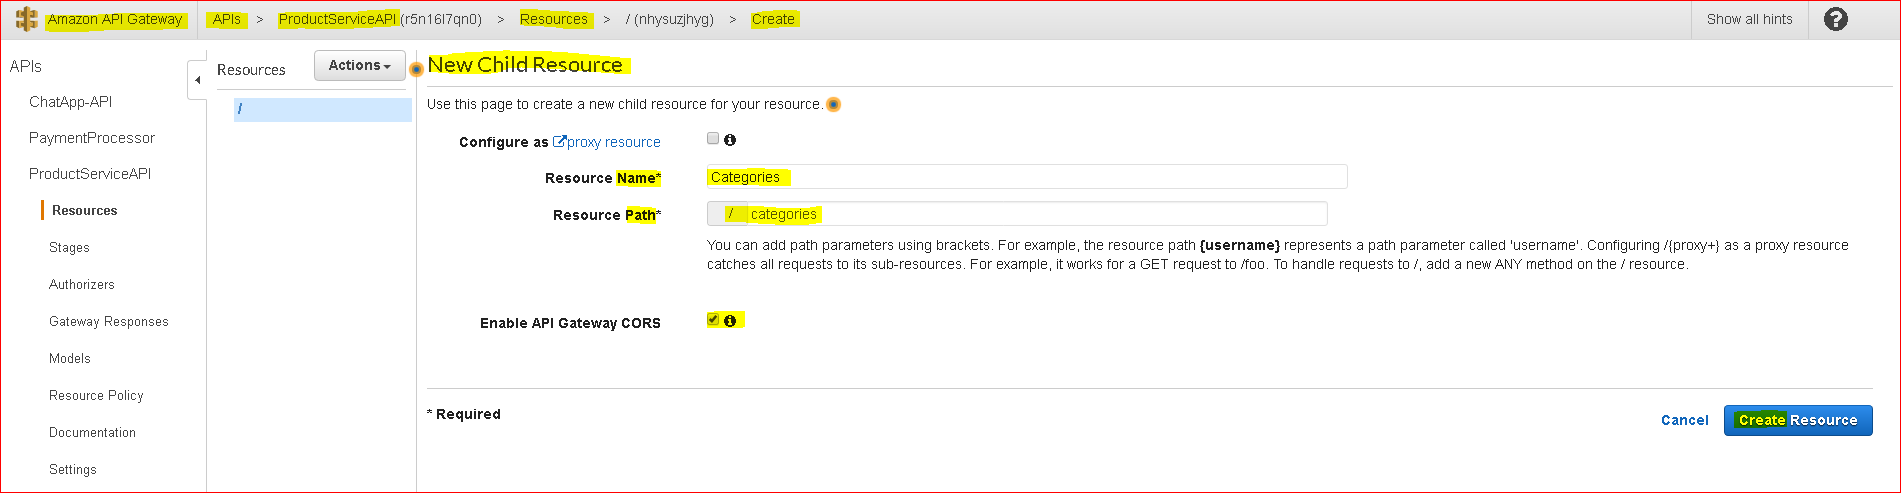 Amazon API Gateway APIs > ProductServiceAPI (r5n16l7qn0) > Resources > / (nhysuzjhyg) > Create Show all hints ?
APIs
ChatApp-API
PaymentProcessor
ProductServiceAPI
Resources
Stages
Authorizers
Gateway Responses
Models
Resource Policy
Documentation
Settings
Resources Actions
/
New Child Resource
Use this page to create a new child resource for your resource.
Configure as proxy resource
Resource Name* Categories
Resource Path* / categories
You can add path parameters using brackets. For example, the resource path {username} represents a path parameter called 'username'. Configuring /{proxy+} as a proxy resource
catches all requests to its sub-resources. For example, it works for a GET request to /foo. To handle requests to /, add a new ANY method on the / resource.
Enable API Gateway CORS
* Required
Cancel Create Resource